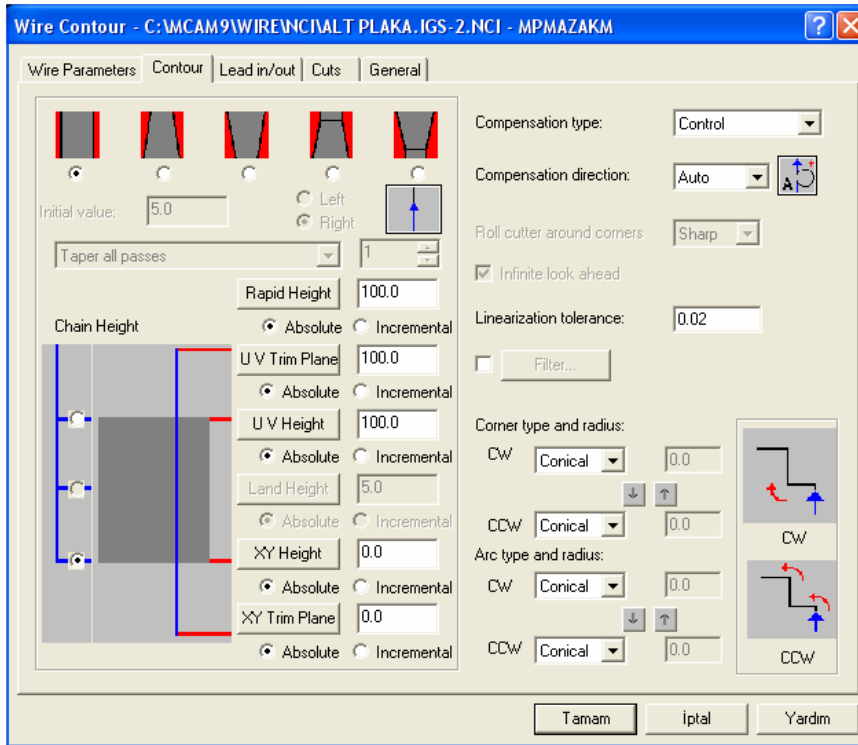 Wire Contour - C:\MCAM9\WIRE\NCI\ALT PLAKA.IGS-2.NCI - MPMAZAKM
Wire Parameters Contour Lead in/out Cuts General
Initial value: 5.0 Left
Right
Taper all passes 1
Rapid Height 100.0
Chain Height Absolute Incremental
U V Trim Plane 100.0
Absolute Incremental
U V Height 100.0
Absolute Incremental
Land Height 5.0
Absolute Incremental
XY Height 0.0
Absolute Incremental
XY Trim Plane 0.0
Absolute Incremental
Compensation type: Control
Compensation direction: Auto A
Roll cutter around corners Sharp
Infinite look ahead
Linearization tolerance: 0.02
Filter...
Corner type and radius:
CW Conical 0.0
CCW Conical 0.0
Arc type and radius:
CW Conical 0.0
CCW Conical 0.0
CW
CCW
Tamam İptal Yardım